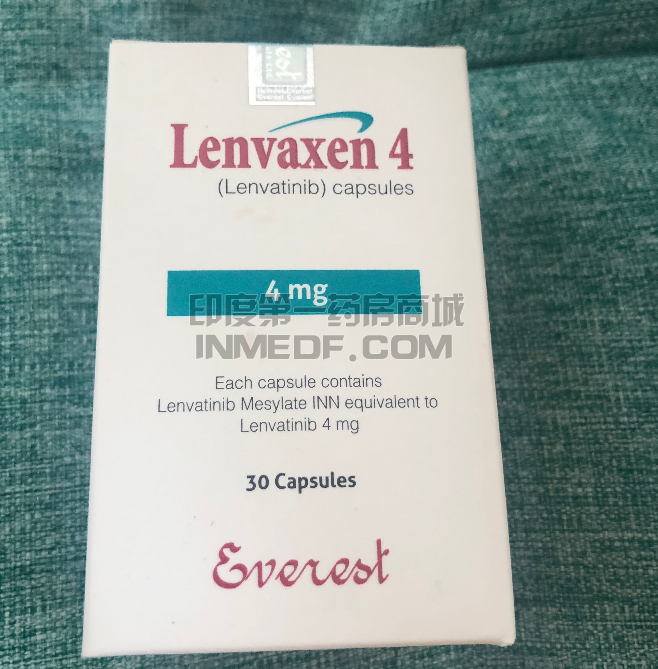 est
Lenvaxen 4
(Lenvatinib) capsules
4 mg
印度第一药房商城
INMEDF.COM
Each capsule contains
Lenvatinib Mesylate INN equivalent to
Lenvatinib 4 mg
30 Capsules
Everest